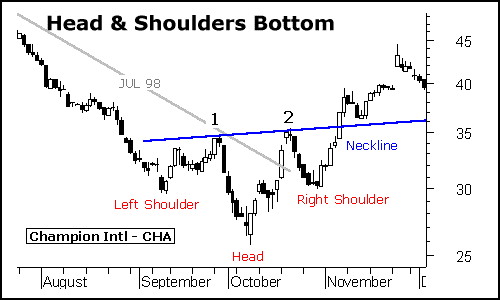 Head & Shoulders Bottom
45
JUL 98
40
1
2
35
Neckline
30
Left Shoulder
Right Shoulder
Champion Intl - CHA
Head
25
August
September
October
November
D